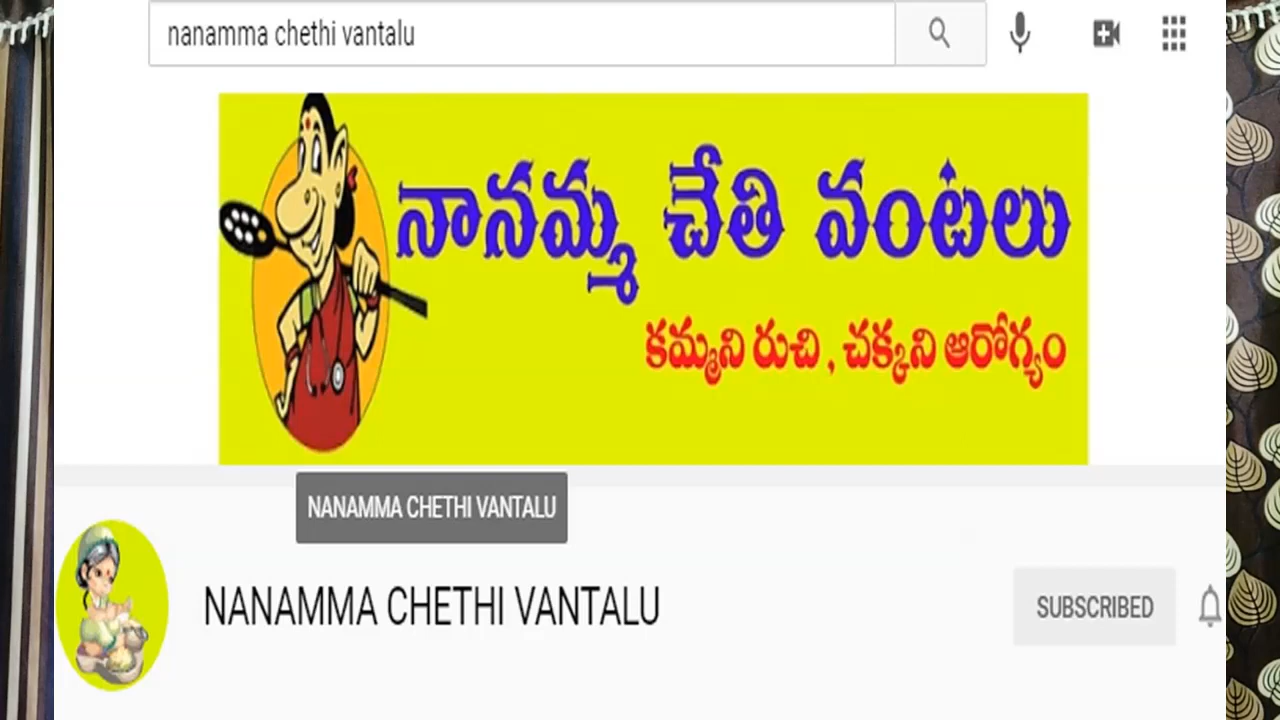 nanamma chethi vantalu
నానమ్మ చేతి వంటలు
కమ్మని రుచి, చక్కని ఆరోగ్యం
NANAMMA CHETHI VANTALU
NANAMMA CHETHI VANTALU
SUBSCRIBED